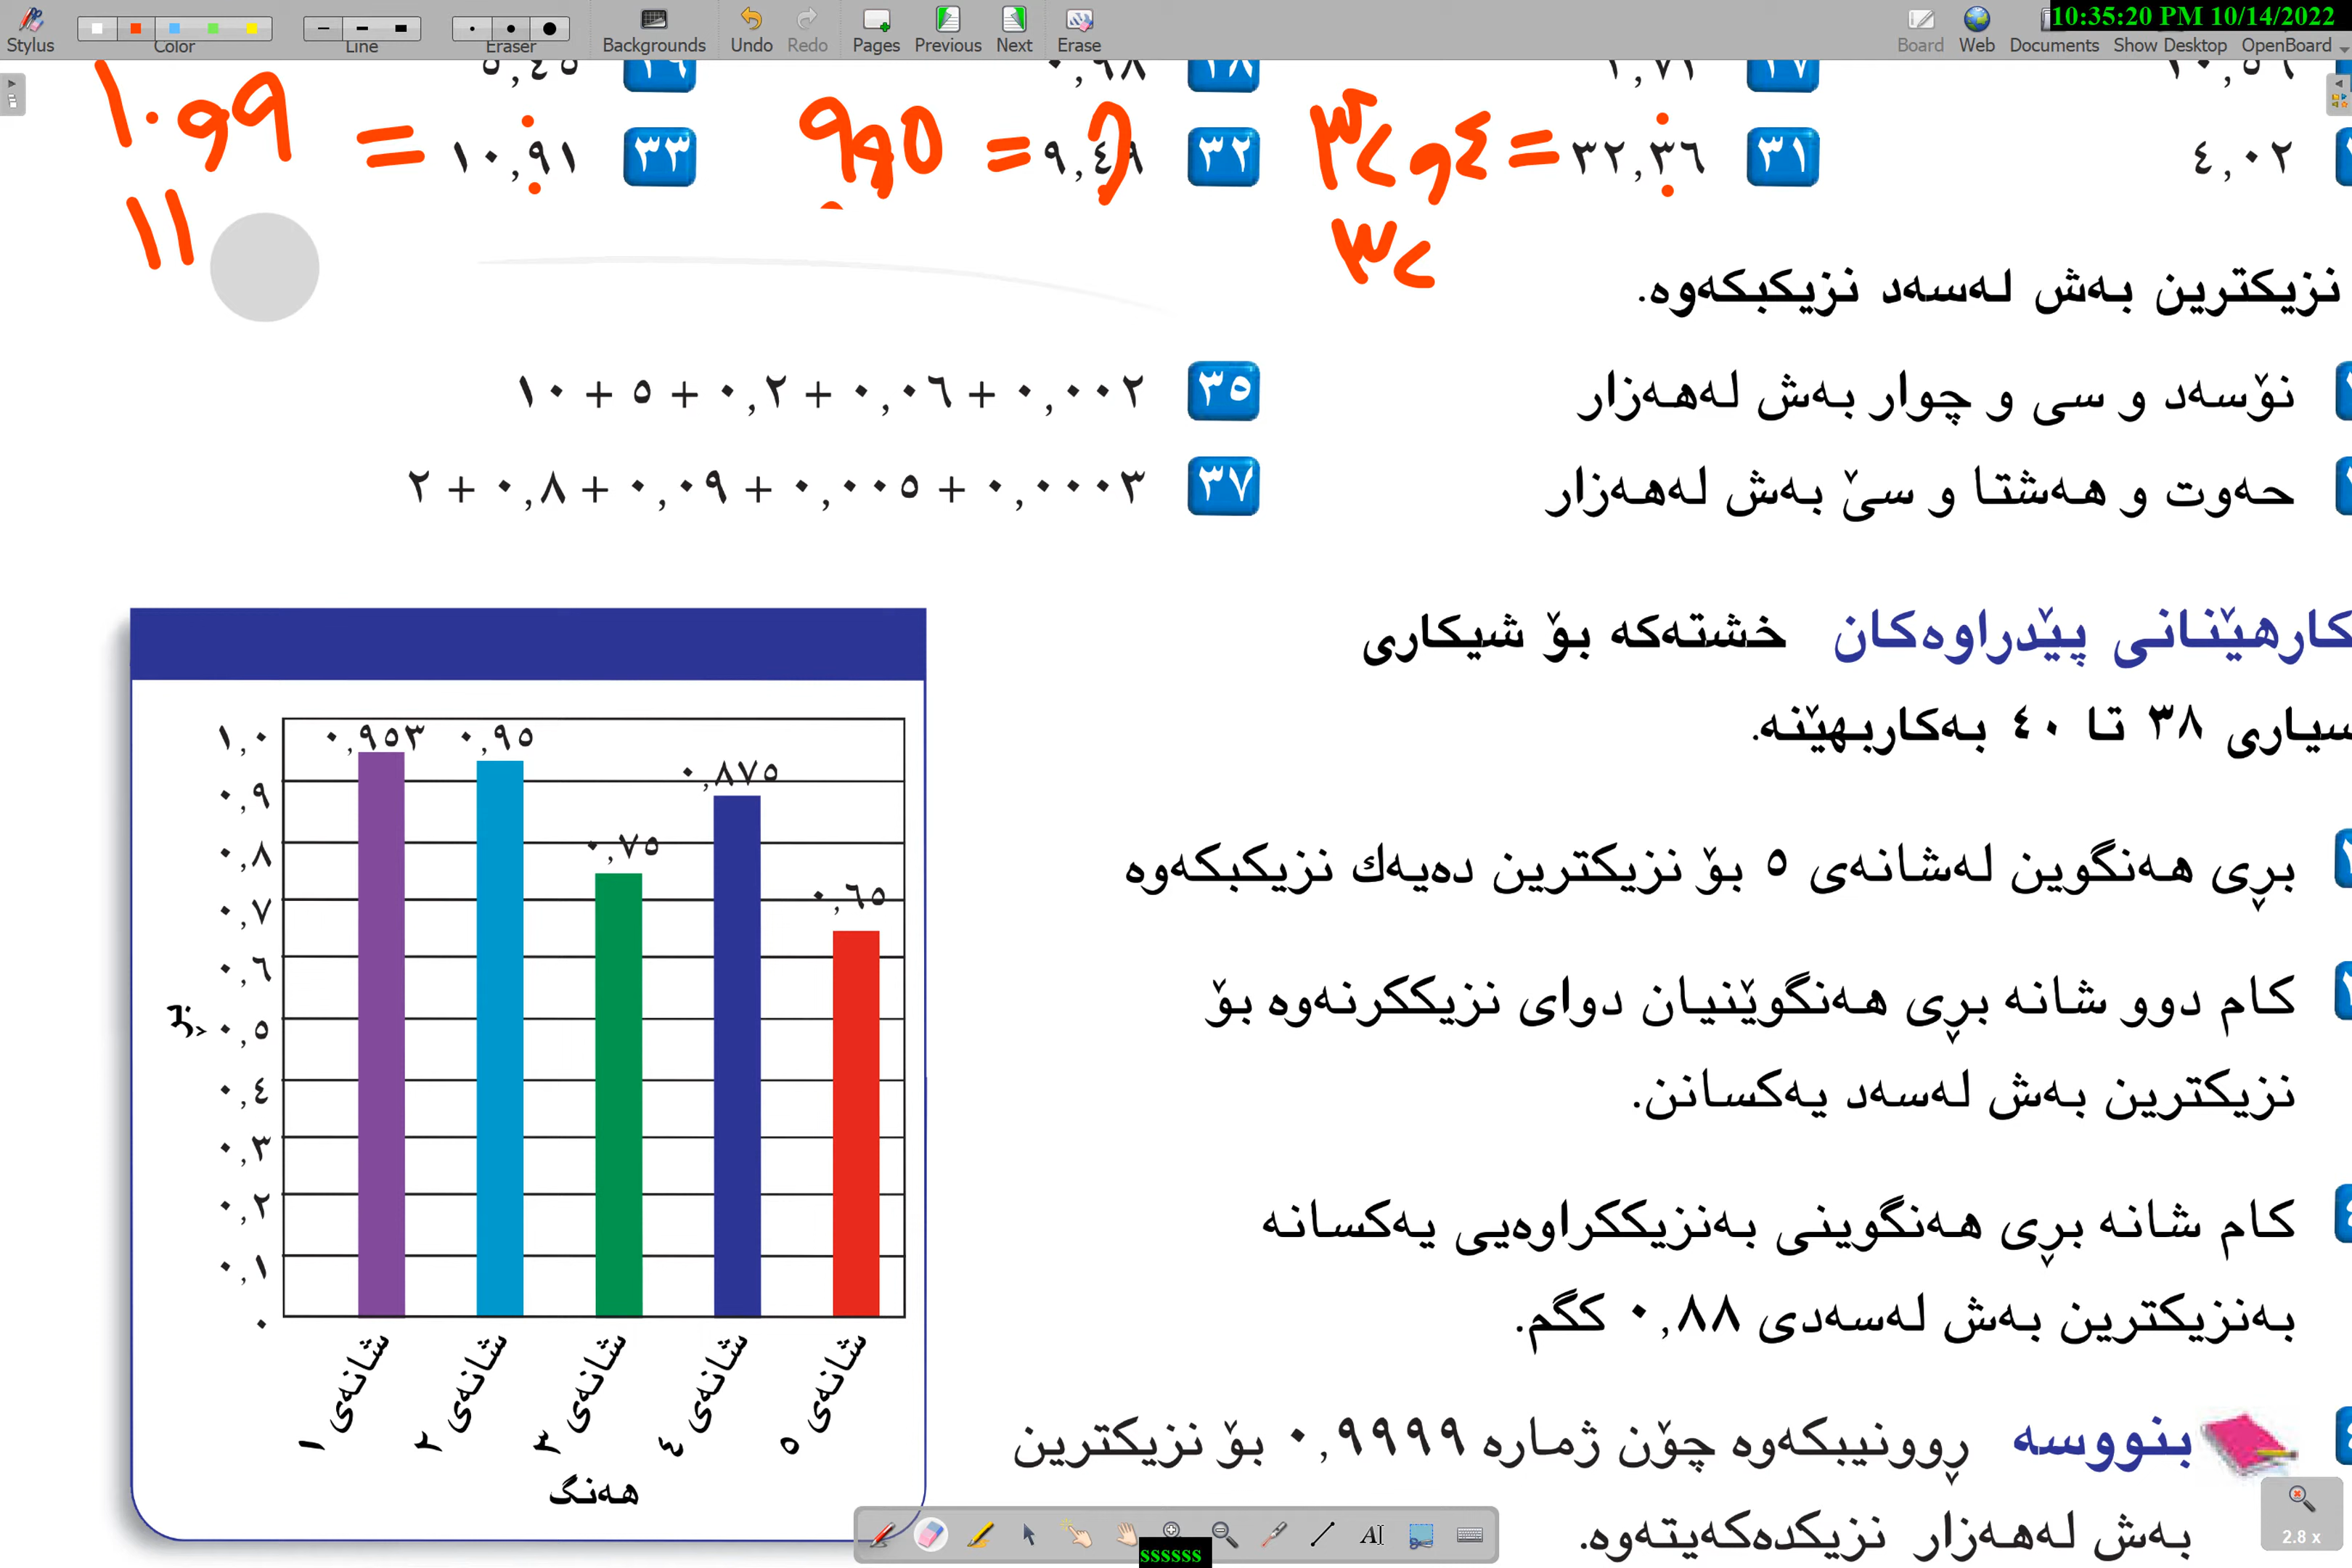 10:35:20 PM 10/14/2022
Stylus Color Line Eraser Backgrounds Undo Redo Pages Previous Next Erase Board Web Documents Show Desktop OpenBoard
٤,٠٢
٣١ ٣٢,٣٦ =
٣٢
٣٢ ٩,٤٩ =
٣٣ ١٠,٩١ = ١٠,٩
١١
نزیکترین بەش لەسەد نزیکبکەوە.
نۆسەد و سی و چوار بەش لەهەزار
٣٥ ١٠ + ٥ + ٠,٢ + ٠,٠٦ + ٠,٠٠٢
حەوت و هەشتا و سێ بەش لەهەزار
٣٧ ٢ + ٠,٨ + ٠,٠٩ + ٠,٠٠٥ + ٠,٠٠٠٣
کارهێنانی پێدراوەکان خشتەکە بۆ شیکاری
سیاری ٣٨ تا ٤٠ بەکاربهێنە.
بڕی هەنگوین لەشانەی ٥ بۆ نزیکترین دەیەك نزیکبکەوە
کام دوو شانە بڕی هەنگوێنیان دوای نزیککرنەوە بۆ
نزیکترین بەش لەسەد یەکسانن.
کام شانە بڕی هەنگوینی بەنزیککراوەیی یەکسانە
بەنزیکترین بەش لەسەدی ٠,٨٨ کگم.
بنووسە ڕوونیبکەوە چۆن ژمارە ٠,٩٩٩٩ بۆ نزیکترین
بەش لەهەزار نزیکدەکەیتەوە.
١,٠
٠,٩
٠,٨
٠,٧
٠,٦
٠,٥
٠,٤
٠,٣
٠,٢
٠,١
٠
بڕ
٠,٩٥٣ ٠,٩٥ ٠,٧٥ ٠,٨٧٥ ٠,٦٥
شانەی ١ شانەی ٢ شانەی ٣ شانەی ٤ شانەی ٥
هەنگ
ssssss
2.8 x